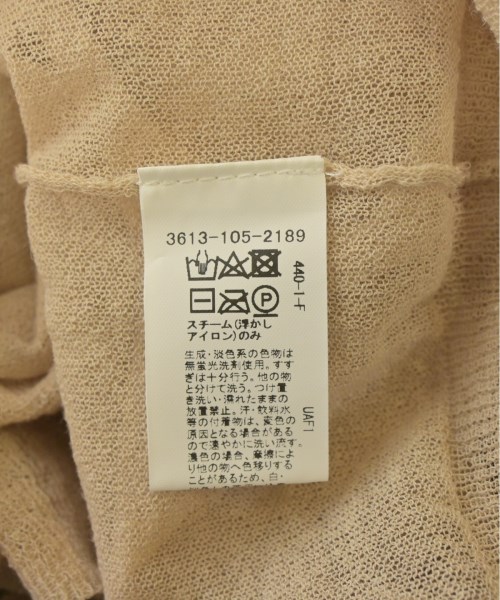 3613-105-2189
440-1-F
P
スチーム(浮かし
アイロン)のみ
生成・淡色系の色物は
無蛍光洗剤使用。すす
ぎは十分行う。他の物
と分けて洗う。つけ置
き洗い・濡れたままの
放置禁止。汗・飲料水
等の付着物は、変色の
原因となる場合がある
ので速やかに洗い流す。
濃色の場合、摩擦によ
り他の物へ色移りする
ことがあるため、白・
UAF1